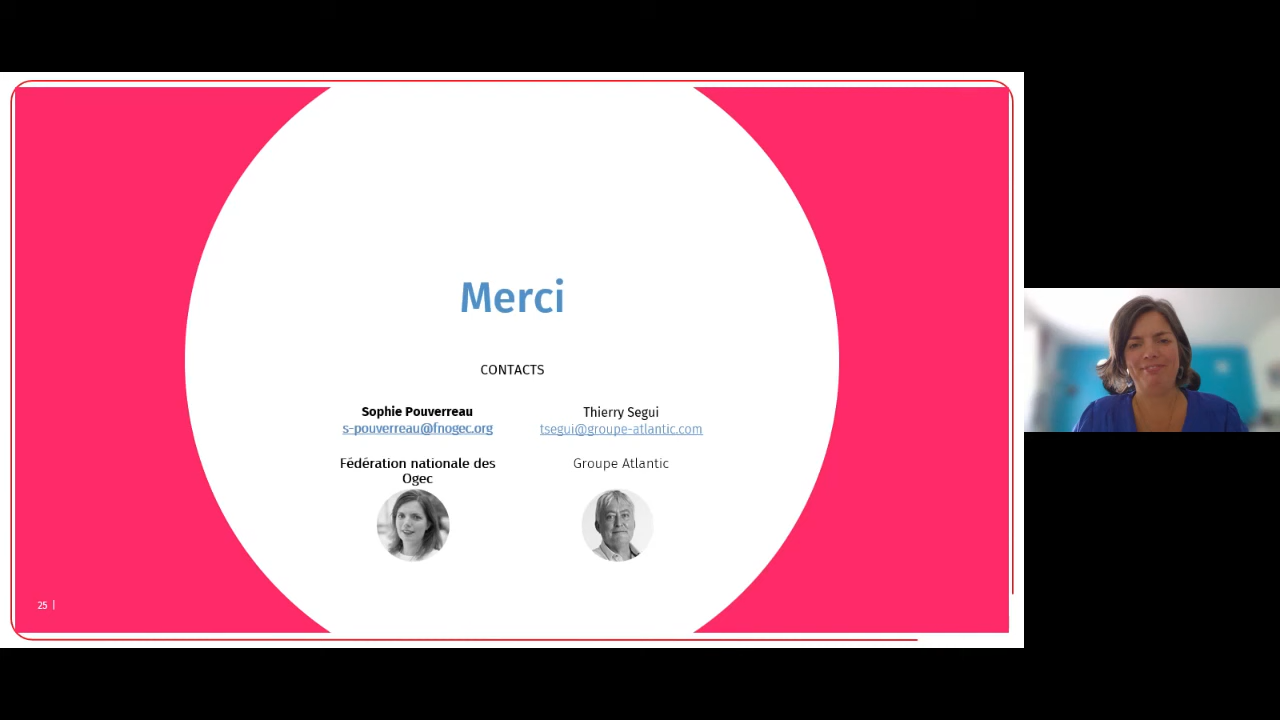 Merci
CONTACTS
Sophie Pouverreau
s-pouverreau@fnogec.org
Fédération nationale des
Ogec
Thierry Segui
tsegui@groupe-atlantic.com
Groupe Atlantic
25 |